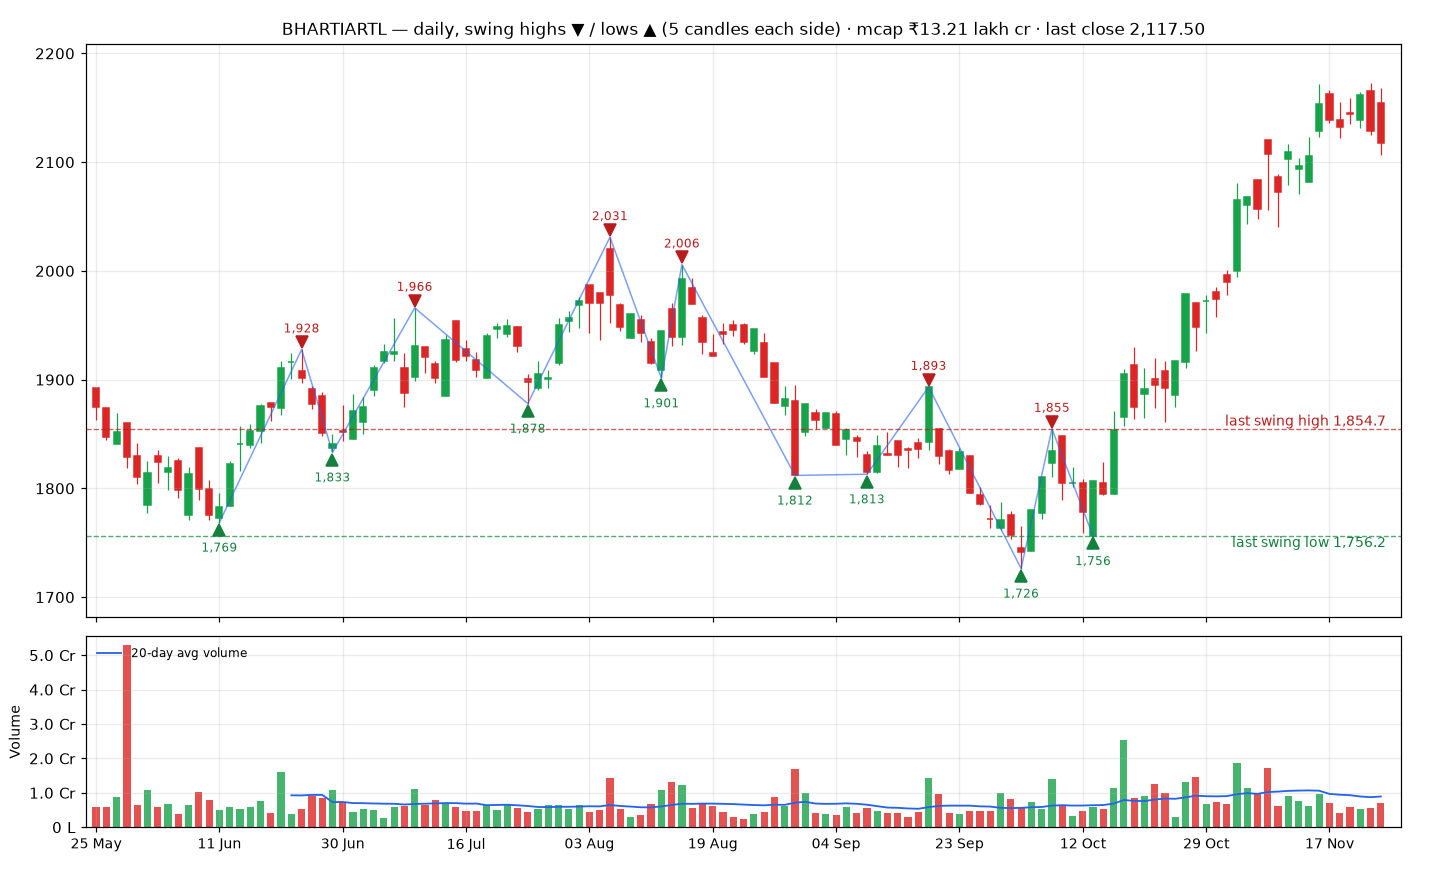 BHARTIARTL — daily, swing highs ▼ / lows ▲ (5 candles each side) · mcap ₹13.21 lakh cr · last close 2,117.50
2200
2100
2000
1900
1800
1700
2,031
2,006
1,966
1,928
1,893
1,901
1,878
1,855
last swing high 1,854.7
1,833
1,812
1,813
1,769
last swing low 1,756.2
1,756
1,726
Volume
5.0 Cr
4.0 Cr
3.0 Cr
2.0 Cr
1.0 Cr
0 L
20-day avg volume
25 May
11 Jun
30 Jun
16 Jul
03 Aug
19 Aug
04 Sep
23 Sep
12 Oct
29 Oct
17 Nov